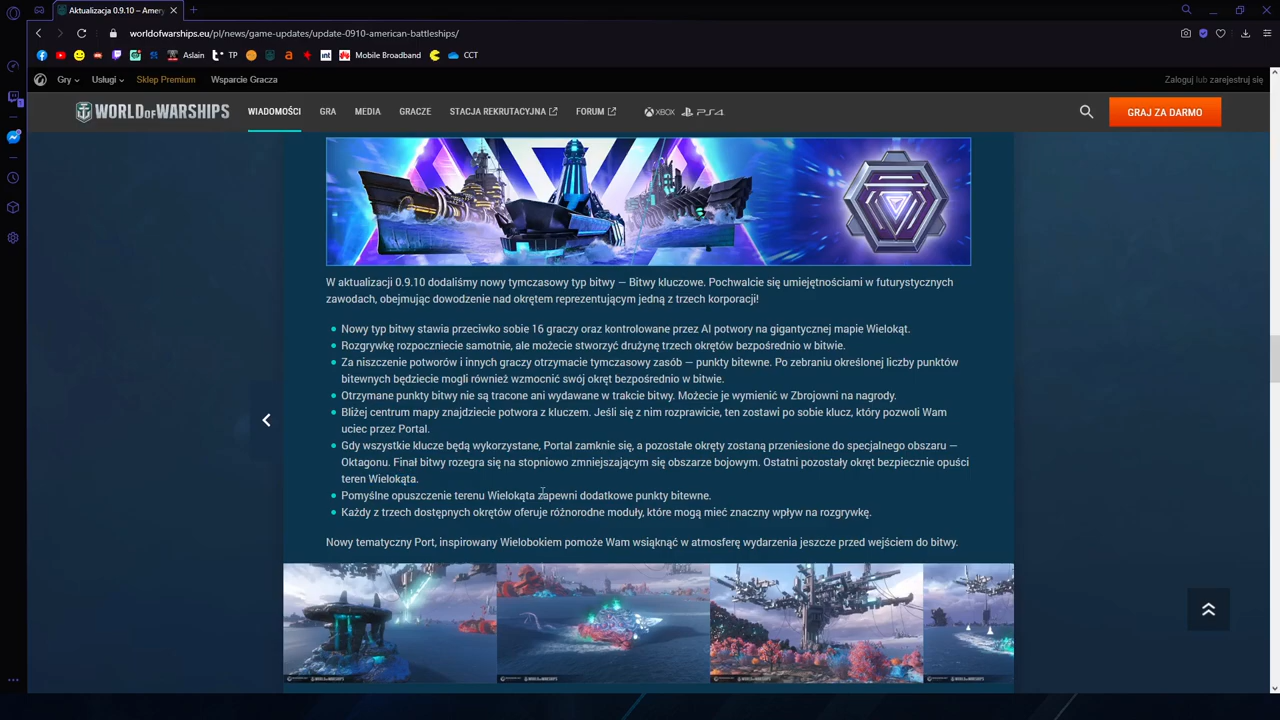 Aktualizacja 0.9.10 – Amery
worldofwarships.eu/pl/news/game-updates/update-0910-american-battleships/
Aslain
TP
Mobile Broadband
CCT
Gry
Usługi
Sklep Premium
Wsparcie Gracza
Zaloguj lub zarejestruj się
WORLD OF WARSHIPS
WIADOMOŚCI
GRA
MEDIA
GRACZE
STACJA REKRUTACYJNA
FORUM
XBOX
PS4
GRAJ ZA DARMO
W aktualizacji 0.9.10 dodaliśmy nowy tymczasowy typ bitwy — Bitwy kluczowe. Pochwalcie się umiejętnościami w futurystycznych
zawodach, obejmując dowodzenie nad okrętem reprezentującym jedną z trzech korporacji!
Nowy typ bitwy stawia przeciwko sobie 16 graczy oraz kontrolowane przez AI potwory na gigantycznej mapie Wielokąt.
Rozgrywkę rozpoczniecie samotnie, ale możecie stworzyć drużynę trzech okrętów bezpośrednio w bitwie.
Za niszczenie potworów i innych graczy otrzymacie tymczasowy zasób — punkty bitewne. Po zebraniu określonej liczby punktów
bitewnych będziecie mogli również wzmocnić swój okręt bezpośrednio w bitwie.
Otrzymane punkty bitwy nie są tracone ani wydawane w trakcie bitwy. Możecie je wymienić w Zbrojowni na nagrody.
Bliżej centrum mapy znajdziecie potwora z kluczem. Jeśli się z nim rozprawicie, ten zostawi po sobie klucz, który pozwoli Wam
uciec przez Portal.
Gdy wszystkie klucze będą wykorzystane, Portal zamknie się, a pozostałe okręty zostaną przeniesione do specjalnego obszaru —
Oktagonu. Finał bitwy rozegra się na stopniowo zmniejszającym się obszarze bojowym. Ostatni pozostały okręt bezpiecznie opuści
teren Wielokąta.
Pomyślne opuszczenie terenu Wielokąta zapewni dodatkowe punkty bitewne.
Każdy z trzech dostępnych okrętów oferuje różnorodne moduły, które mogą mieć znaczny wpływ na rozgrywkę.
Nowy tematyczny Port, inspirowany Wielobokiem pomoże Wam wsiąknąć w atmosferę wydarzenia jeszcze przed wejściem do bitwy.